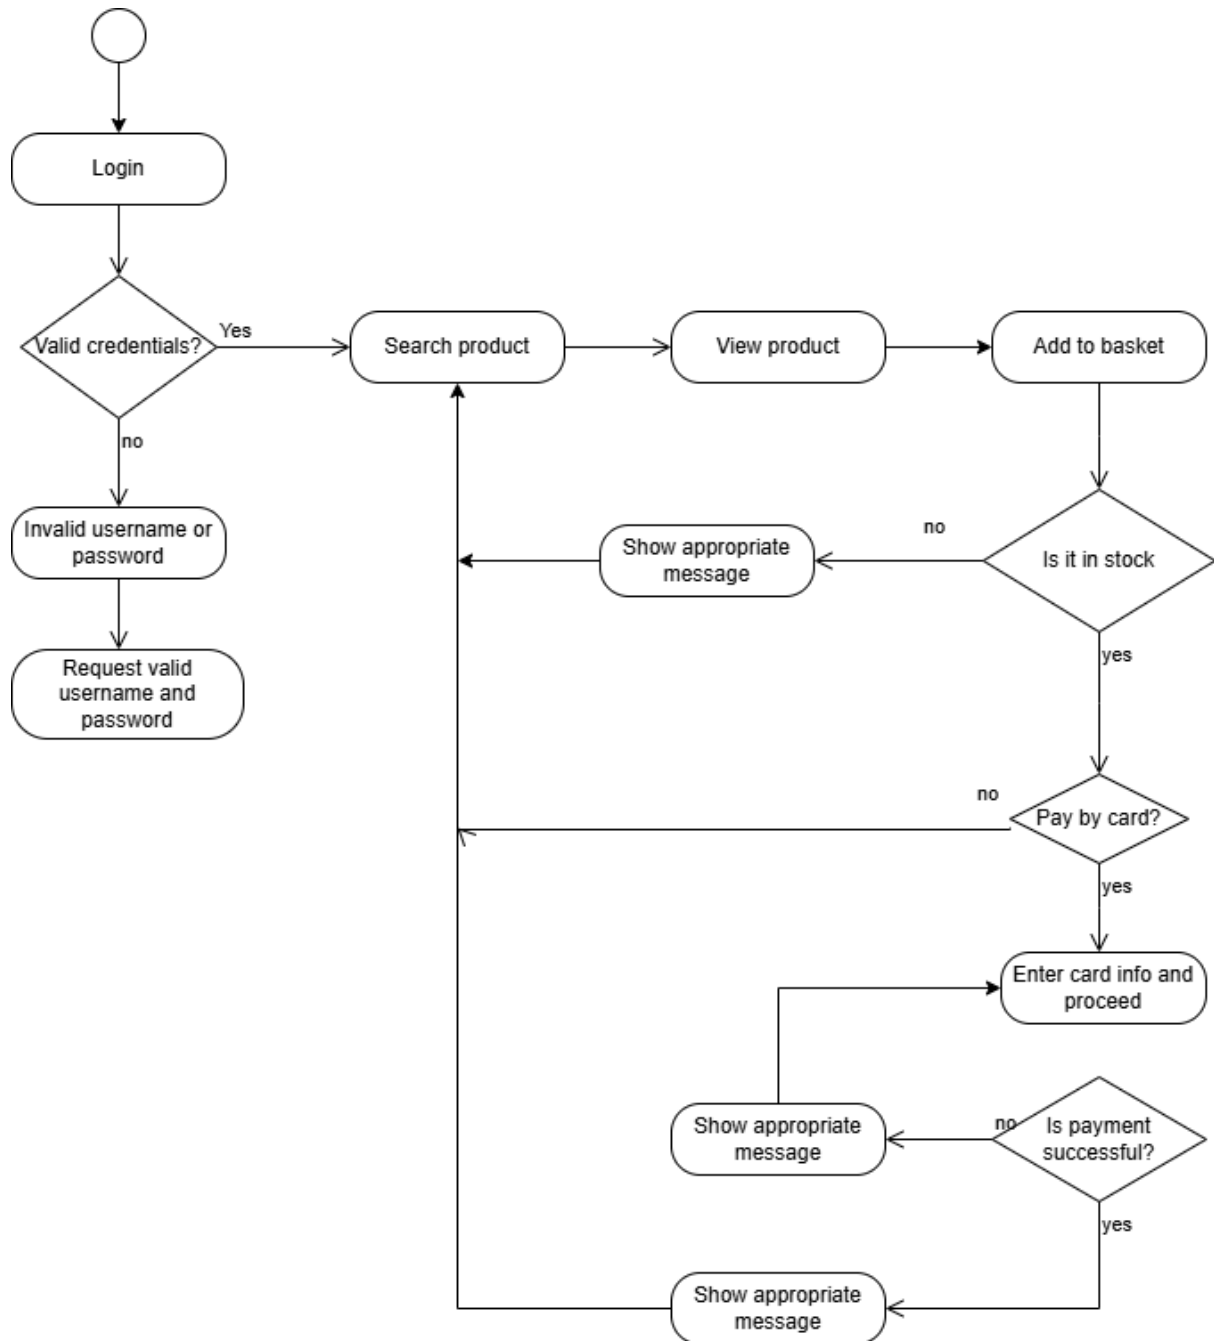 Login
Valid credentials?
Yes
Search product
View product
Add to basket
no
Invalid username or
password
Request valid
username and
password
Show appropriate
message
no
Is it in stock
yes
no
Pay by card?
yes
Enter card info and
proceed
Show appropriate
message
no
Is payment
successful?
yes
Show appropriate
message